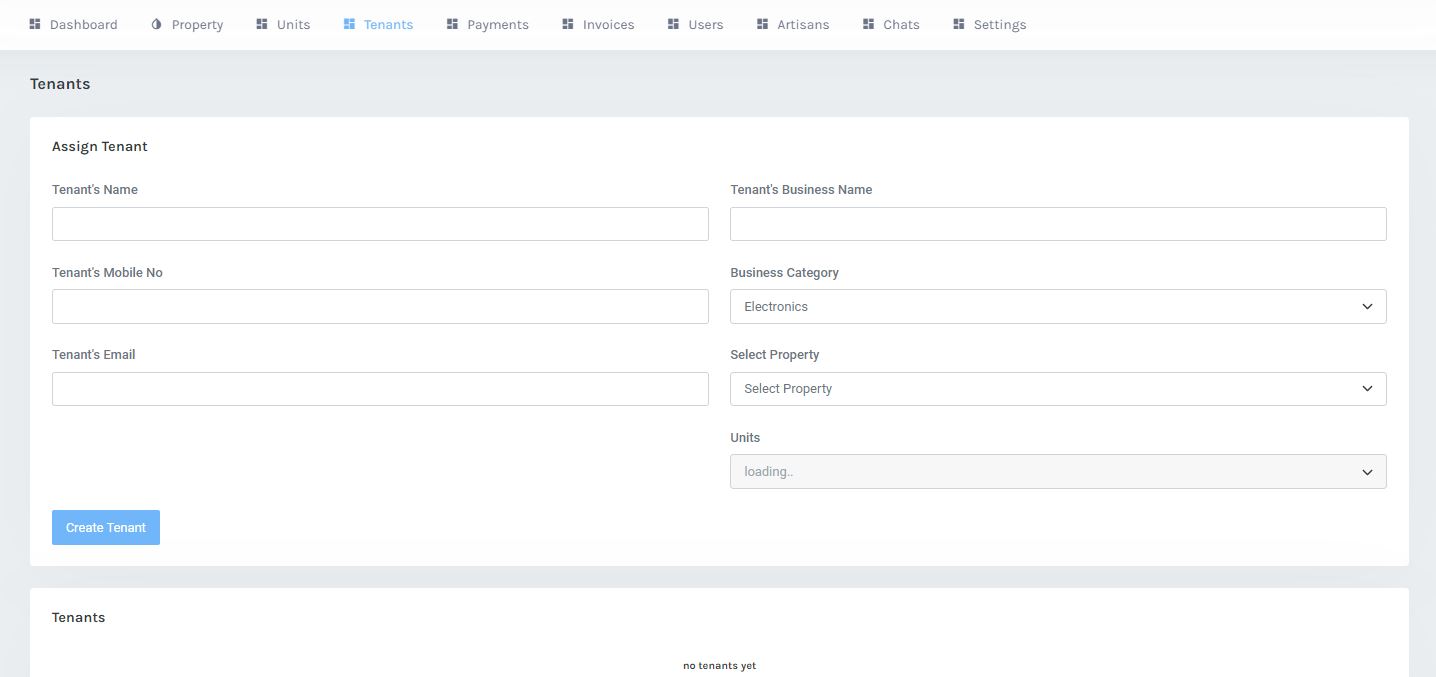 Dashboard Property Units Tenants Payments Invoices Users Artisans Chats Settings
Tenants
Assign Tenant
Tenant's Name
Tenant's Business Name
Tenant's Mobile No
Business Category
Electronics
Tenant's Email
Select Property
Select Property
Units
loading..
Create Tenant
Tenants
no tenants yet